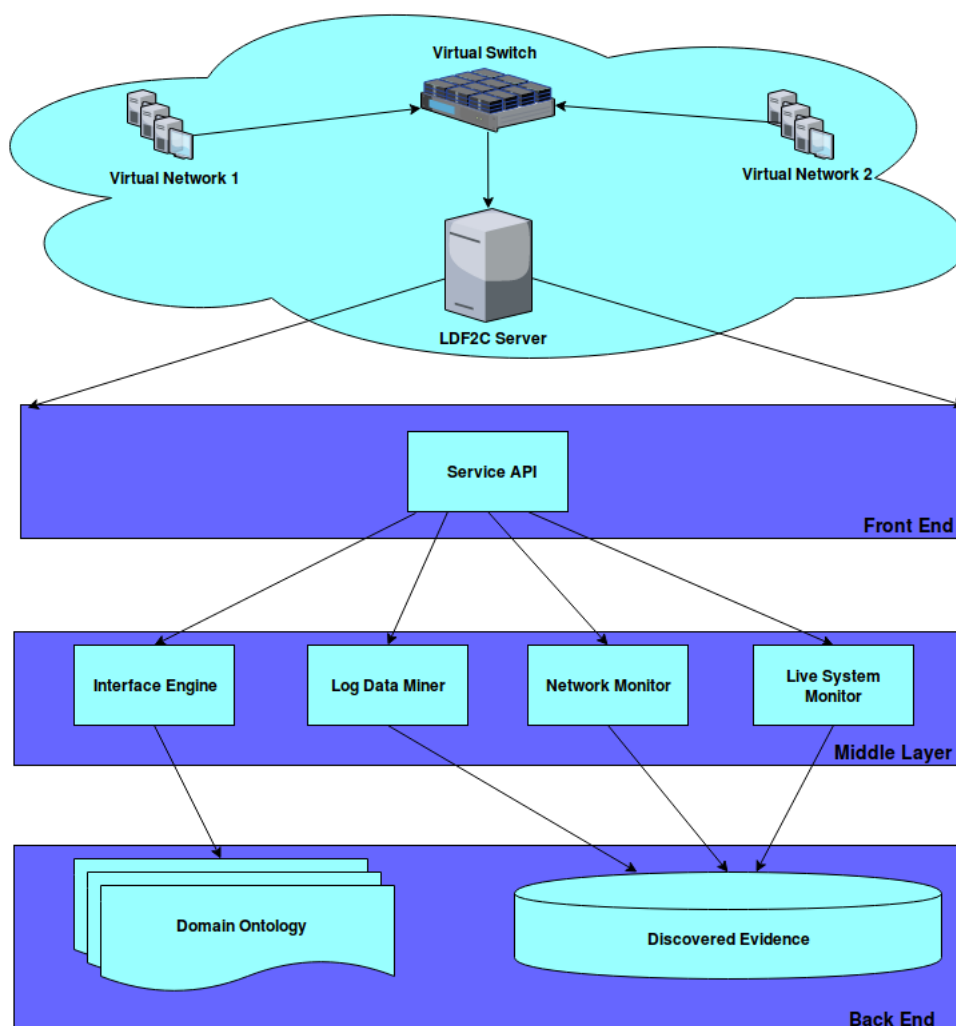 Virtual Switch
Virtual Network 1
Virtual Network 2
LDF2C Server
Service API
Front End
Interface Engine
Log Data Miner
Network Monitor
Live System
Monitor
Middle Layer
Domain Ontology
Discovered Evidence
Back End